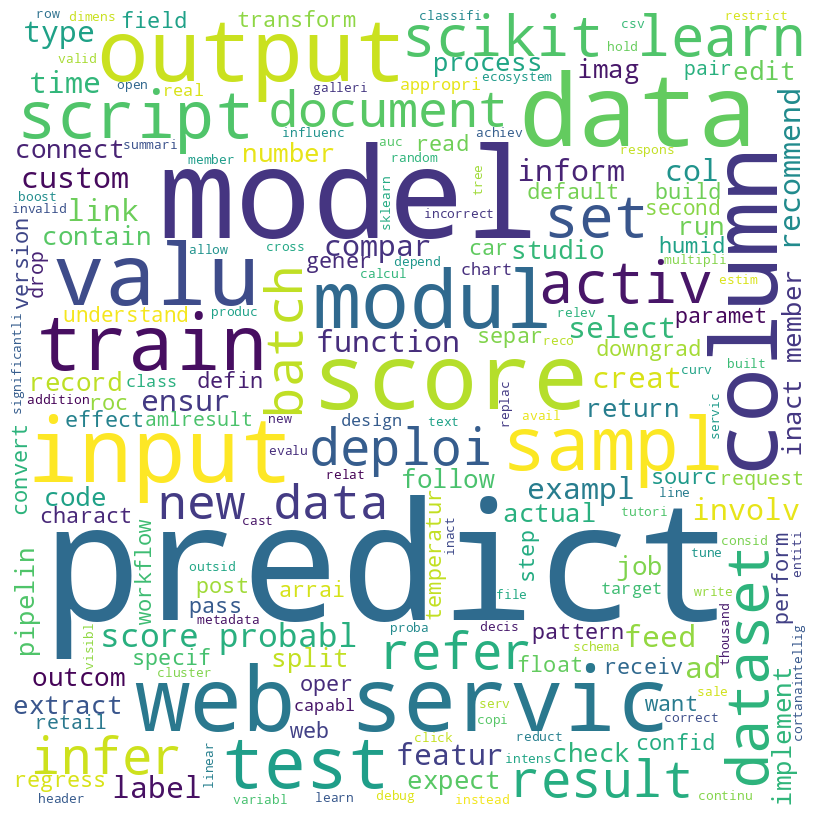 row
dimens
field
transform
classifi
csv
restrict
type
output
scikit
learn
valid
hold
process
imag
pair
edit
time
open
real
galleri
appropri
ecosystem
script
document
data
summari
influenc
auc
read
achiev
respons
connect
number
member
random
inform
col
recommend
custom
model
tree
sklearn
default
build
boost
link
incorrect
set
second
run
column
invalid
contain
compar
car
studio
humid
version
drop
valu
allow
gener
cross
depend
chart
multipli
calcul
modul
activ
estim
understand
batch
produc
relev
paramet
train
function
separ
reco
select
inact member
significantli
record
class
defin
roc
score
downgrad
curv
built
addition
ensur
creat
convert
effect
amlresult
new
design
text
replac
avail
return
servic
input
evalu
deploi
sampl
relat
line
code
new data
follow
exampl
sourc
request
charact
cast
actual
tutori
involv
workflow
temperatur
inact
step
consid
entiti
predict
outsid
tune
perform
pipelin
post
arrai
job
pass
file
target
write
dataset
metadata
proba
decis
pattern
feed
thousand
visibl
score probabl
refer
schema
cortanaintellig
specif
split
float
receiv
ad
outcom
cluster
oper
capabl
serv
sale
implement
extract
web servic
copi
want
correct
retail
web
click
infer
test
featur
reduct
check
confid
regress
linear
intens
label
expect
result
header
variabl
learn
debug
instead
continu